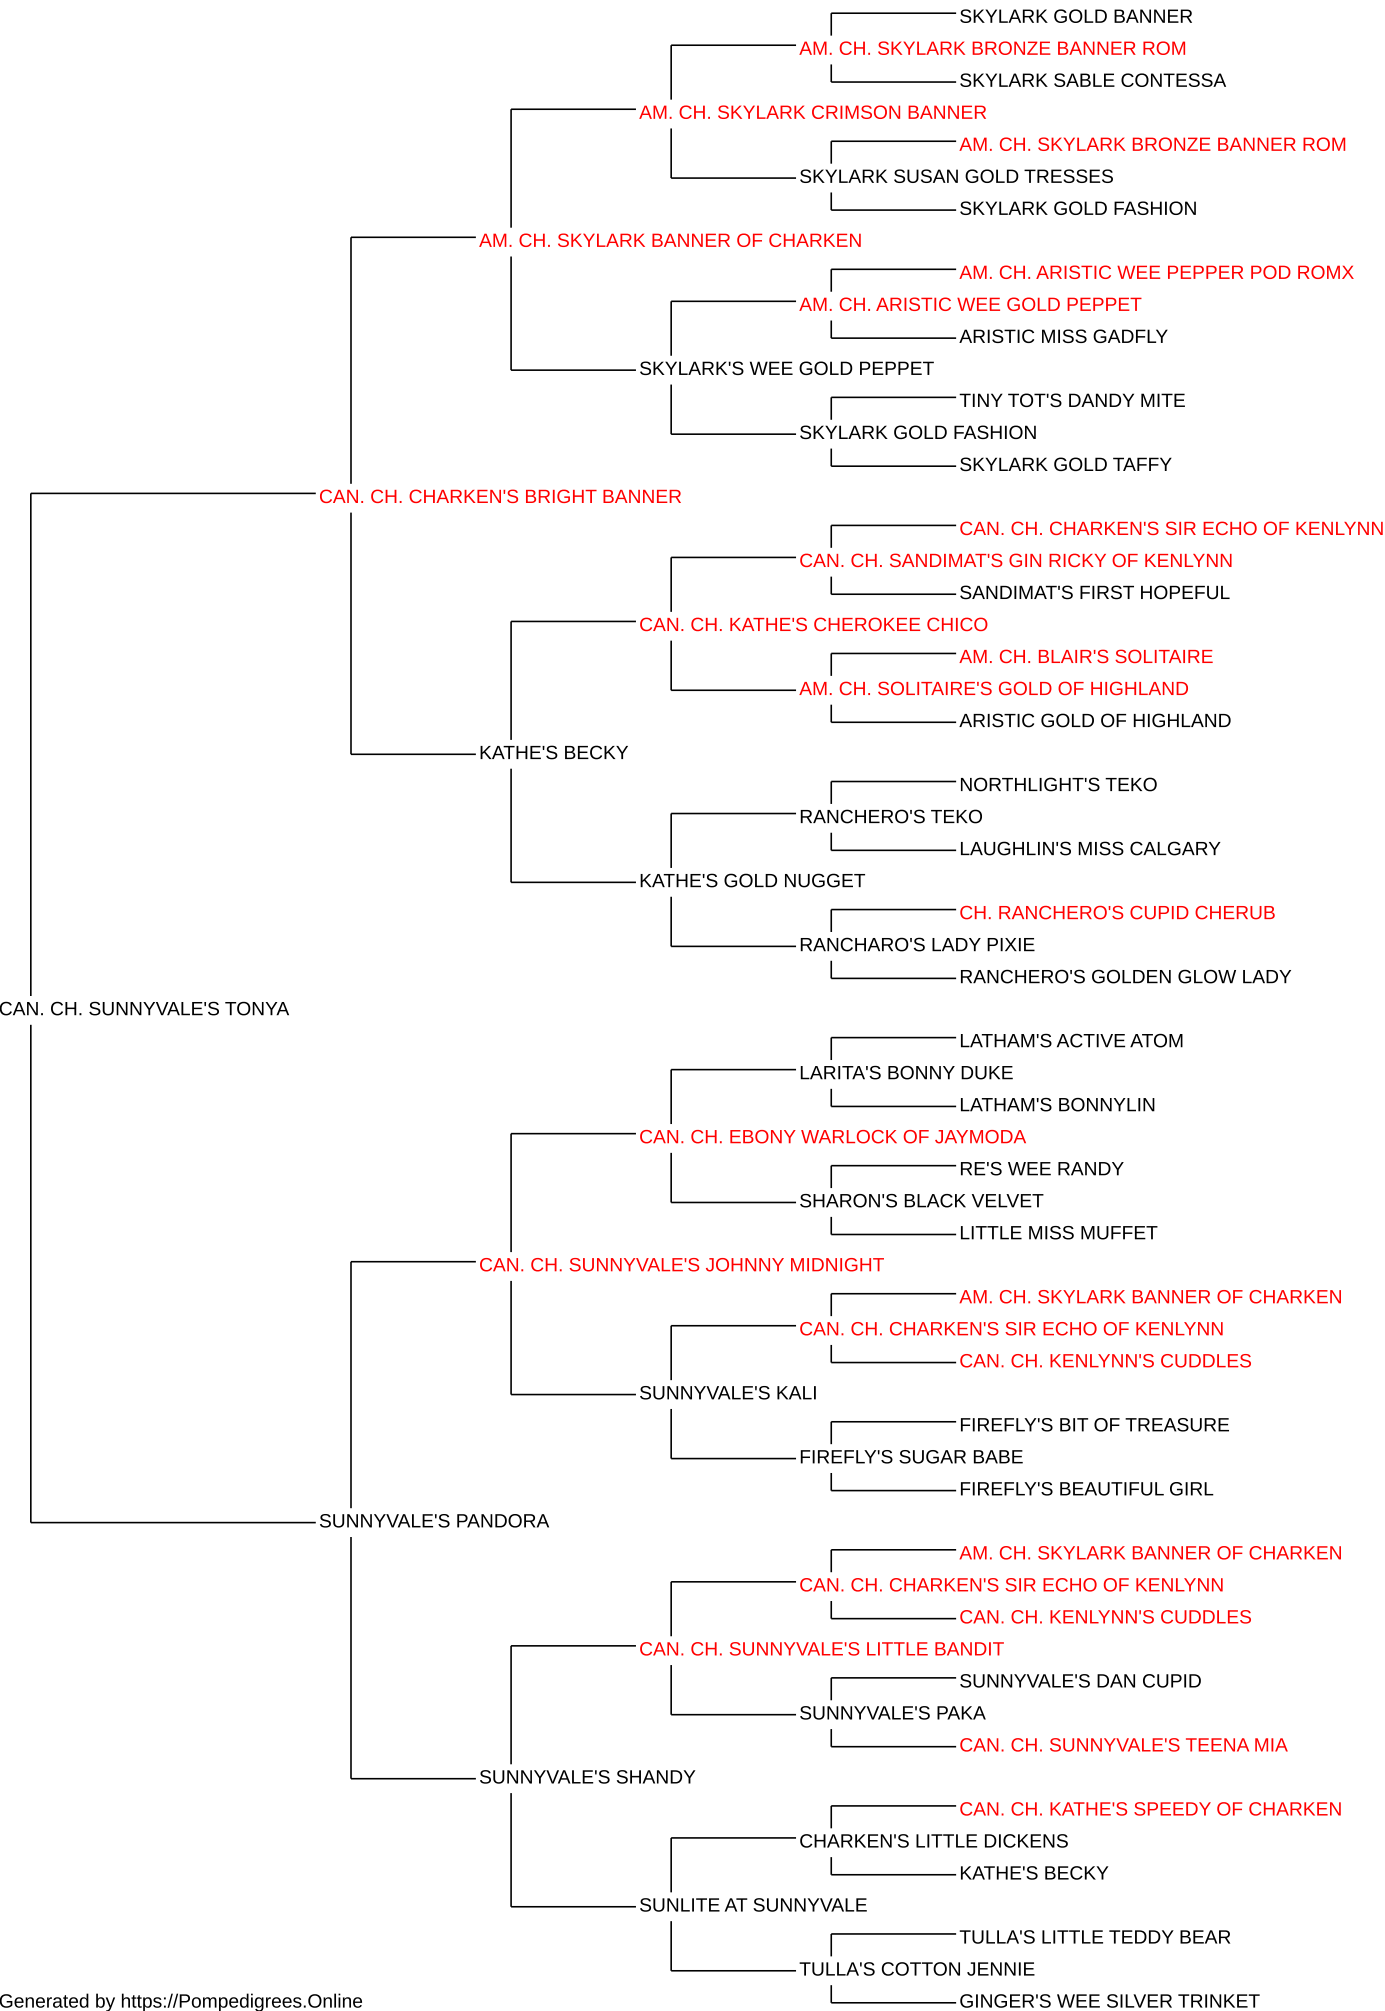 SKYLARK GOLD BANNER
AM. CH. SKYLARK BRONZE BANNER ROM
SKYLARK SABLE CONTESSA
AM. CH. SKYLARK CRIMSON BANNER
AM. CH. SKYLARK BRONZE BANNER ROM
SKYLARK SUSAN GOLD TRESSES
SKYLARK GOLD FASHION
AM. CH. SKYLARK BANNER OF CHARKEN
AM. CH. ARISTIC WEE PEPPER POD ROMX
AM. CH. ARISTIC WEE GOLD PEPPET
ARISTIC MISS GADFLY
SKYLARK'S WEE GOLD PEPPET
TINY TOT'S DANDY MITE
SKYLARK GOLD FASHION
SKYLARK GOLD TAFFY
CAN. CH. CHARKEN'S BRIGHT BANNER
CAN. CH. CHARKEN'S SIR ECHO OF KENLYNN
CAN. CH. SANDIMAT'S GIN RICKY OF KENLYNN
SANDIMAT'S FIRST HOPEFUL
CAN. CH. KATHE'S CHEROKEE CHICO
AM. CH. BLAIR'S SOLITAIRE
AM. CH. SOLITAIRE'S GOLD OF HIGHLAND
ARISTIC GOLD OF HIGHLAND
KATHE'S BECKY
NORTHLIGHT'S TEKO
RANCHERO'S TEKO
LAUGHLIN'S MISS CALGARY
KATHE'S GOLD NUGGET
CH. RANCHERO'S CUPID CHERUB
RANCHARO'S LADY PIXIE
RANCHERO'S GOLDEN GLOW LADY
CAN. CH. SUNNYVALE'S TONYA
LATHAM'S ACTIVE ATOM
LARITA'S BONNY DUKE
LATHAM'S BONNYLIN
CAN. CH. EBONY WARLOCK OF JAYMODA
RE'S WEE RANDY
SHARON'S BLACK VELVET
LITTLE MISS MUFFET
CAN. CH. SUNNYVALE'S JOHNNY MIDNIGHT
AM. CH. SKYLARK BANNER OF CHARKEN
CAN. CH. CHARKEN'S SIR ECHO OF KENLYNN
CAN. CH. KENLYNN'S CUDDLES
SUNNYVALE'S KALI
FIREFLY'S BIT OF TREASURE
FIREFLY'S SUGAR BABE
FIREFLY'S BEAUTIFUL GIRL
SUNNYVALE'S PANDORA
AM. CH. SKYLARK BANNER OF CHARKEN
CAN. CH. CHARKEN'S SIR ECHO OF KENLYNN
CAN. CH. KENLYNN'S CUDDLES
CAN. CH. SUNNYVALE'S LITTLE BANDIT
SUNNYVALE'S DAN CUPID
SUNNYVALE'S PAKA
CAN. CH. SUNNYVALE'S TEENA MIA
SUNNYVALE'S SHANDY
CAN. CH. KATHE'S SPEEDY OF CHARKEN
CHARKEN'S LITTLE DICKENS
KATHE'S BECKY
SUNLITE AT SUNNYVALE
TULLA'S LITTLE TEDDY BEAR
TULLA'S COTTON JENNIE
GINGER'S WEE SILVER TRINKET
Generated by https://Pompedigrees.Online